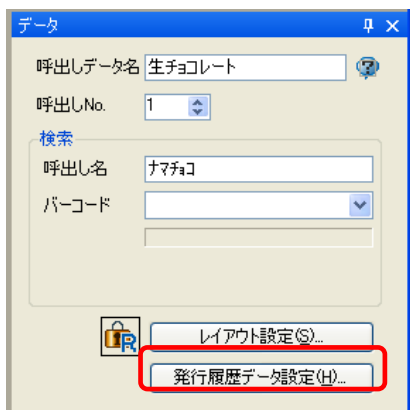 データ
呼出しデータ名 生チョコレート
呼出しNo. 1
検索
呼出し名 ナマチョコ
バーコード
レイアウト設定(S)...
発行履歴データ設定(H)...